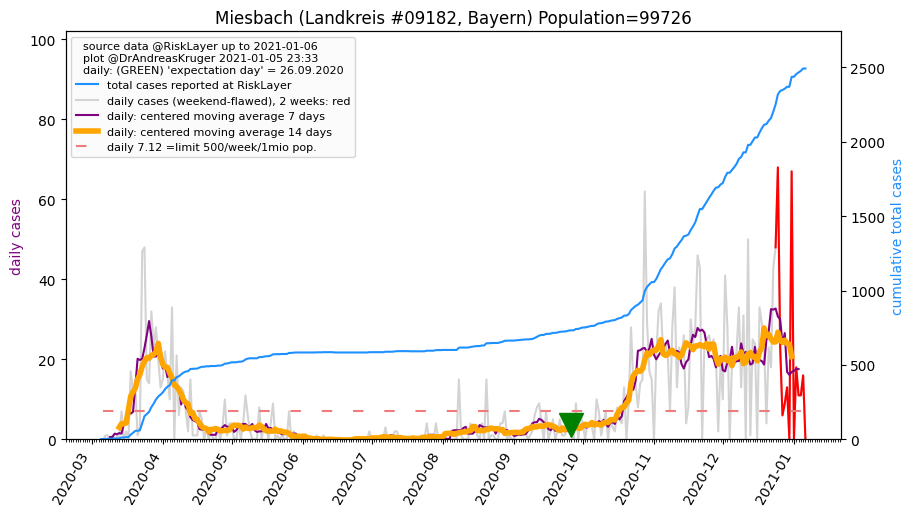 Miesbach (Landkreis #09182, Bayern) Population=99726
source data @RiskLayer up to 2021-01-06
plot @DrAndreasKruger 2021-01-05 23:33
daily: (GREEN) 'expectation day' = 26.09.2020
total cases reported at RiskLayer
daily cases (weekend-flawed), 2 weeks: red
daily: centered moving average 7 days
daily: centered moving average 14 days
daily 7.12 =limit 500/week/1mio pop.
daily cases
100
80
60
40
20
0
cumulative total cases
2500
2000
1500
1000
500
0
2020-03
2020-04
2020-05
2020-06
2020-07
2020-08
2020-09
2020-10
2020-11
2020-12
2021-01